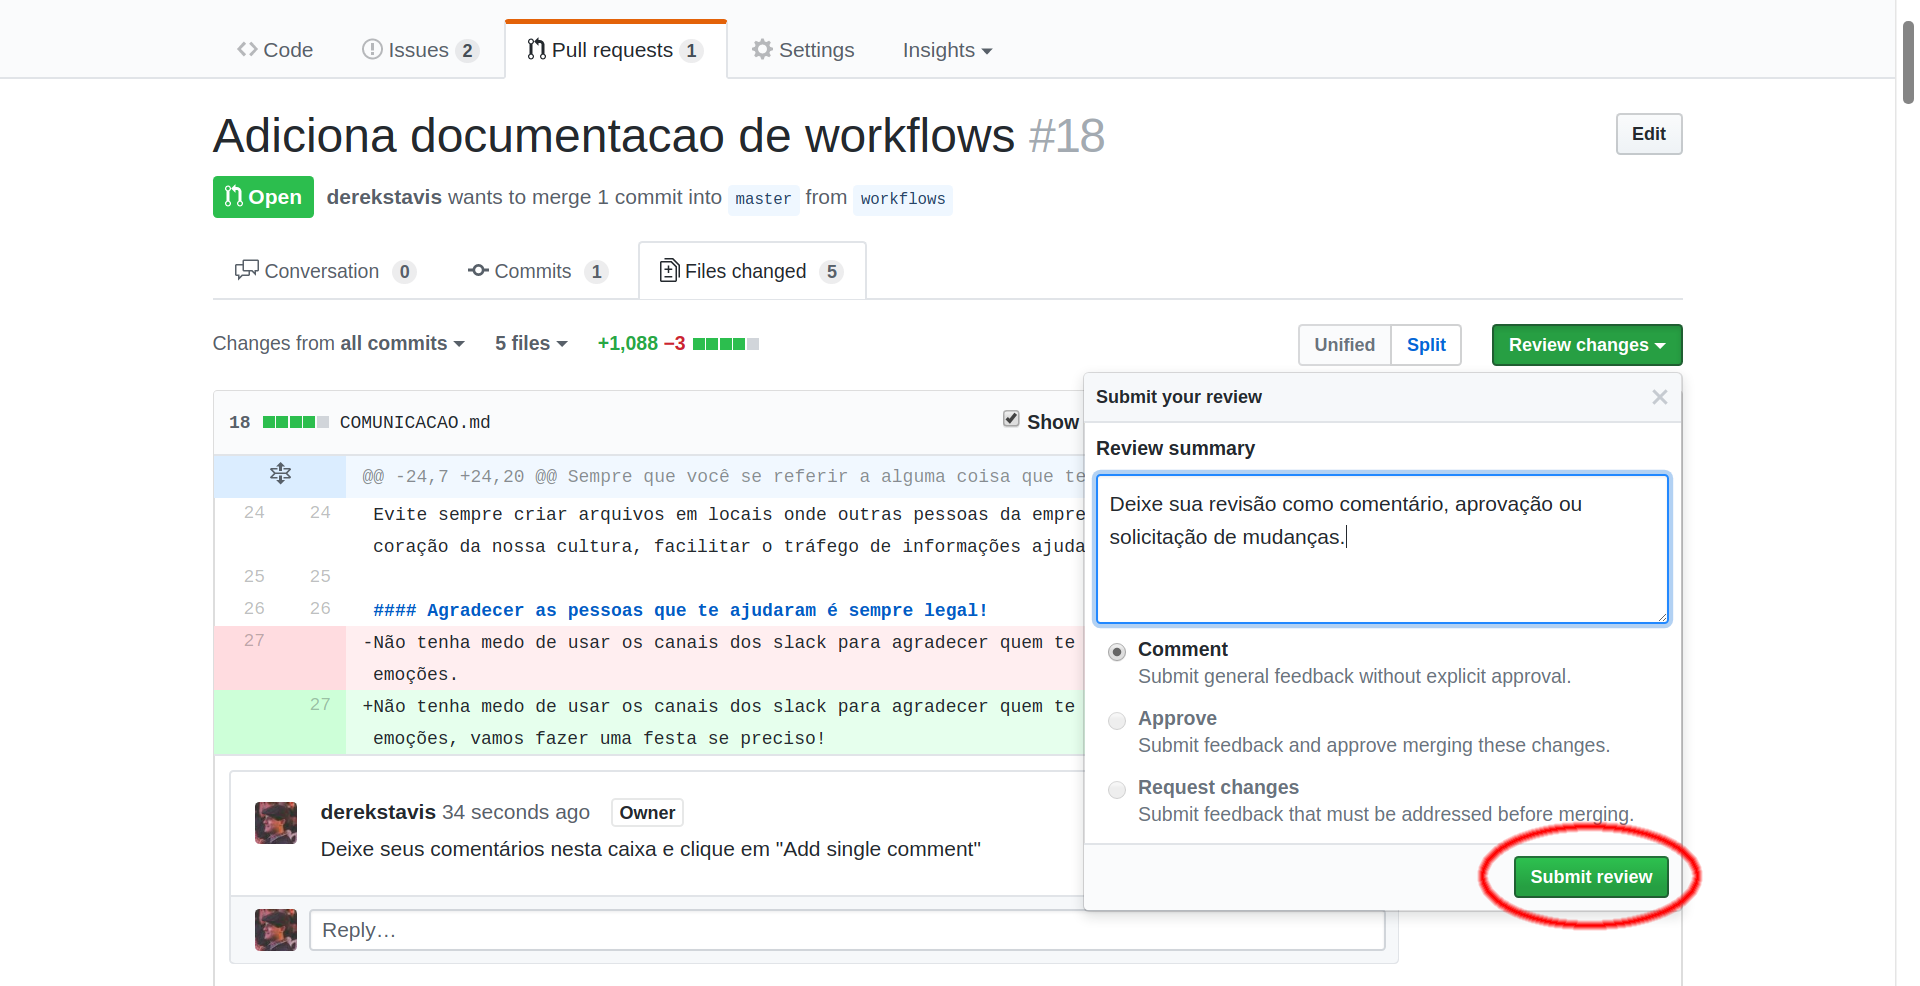 Code Issues 2 Pull requests 1 Settings Insights
Adiciona documentacao de workflows #18
Edit
Open derekstavis wants to merge 1 commit into master from workflows
Conversation 0 Commits 1 Files changed 5
Changes from all commits 5 files +1,088 −3
Unified Split Review changes
18 COMUNICACAO.md
Show
@@ -24,7 +24,20 @@ Sempre que você se referir a alguma coisa que te
24 24 Evite sempre criar arquivos em locais onde outras pessoas da empre
coração da nossa cultura, facilitar o tráfego de informações ajuda
25 25
26 26 #### Agradecer as pessoas que te ajudaram é sempre legal!
27 -Não tenha medo de usar os canais dos slack para agradecer quem te
emoções.
27 +Não tenha medo de usar os canais dos slack para agradecer quem te
emoções, vamos fazer uma festa se preciso!
derekstavis 34 seconds ago Owner
Deixe seus comentários nesta caixa e clique em "Add single comment"
Reply…
Submit your review
Review summary
Deixe sua revisão como comentário, aprovação ou
solicitação de mudanças.
Comment
Submit general feedback without explicit approval.
Approve
Submit feedback and approve merging these changes.
Request changes
Submit feedback that must be addressed before merging.
Submit review